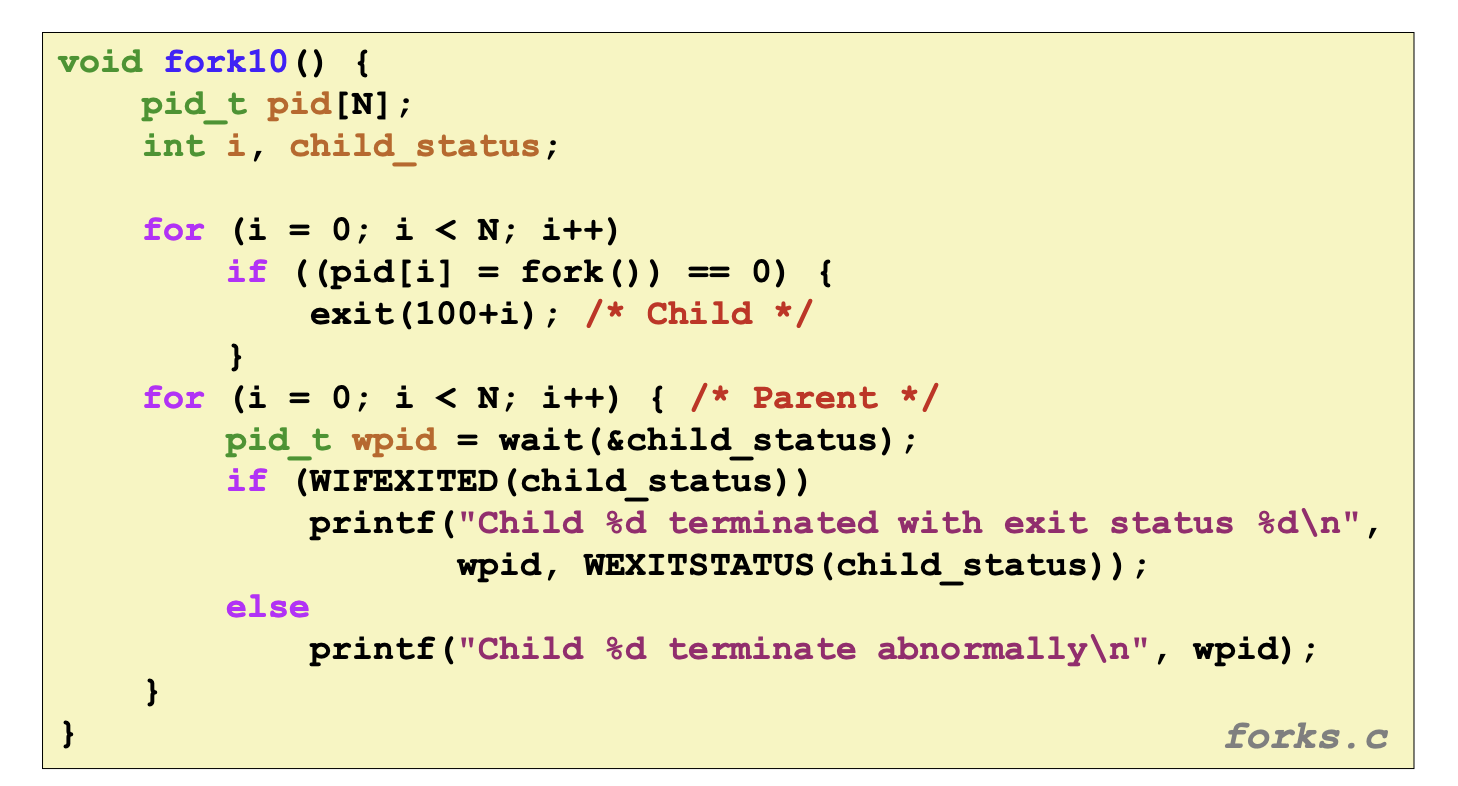 void fork10() {
    pid_t pid[N];
    int i, child_status;

    for (i = 0; i < N; i++)
        if ((pid[i] = fork()) == 0) {
            exit(100+i); /* Child */
        }
    for (i = 0; i < N; i++) { /* Parent */
        pid_t wpid = wait(&child_status);
        if (WIFEXITED(child_status))
            printf("Child %d terminated with exit status %d\n",
                   wpid, WEXITSTATUS(child_status));
        else
            printf("Child %d terminate abnormally\n", wpid);
    }
}
forks.c